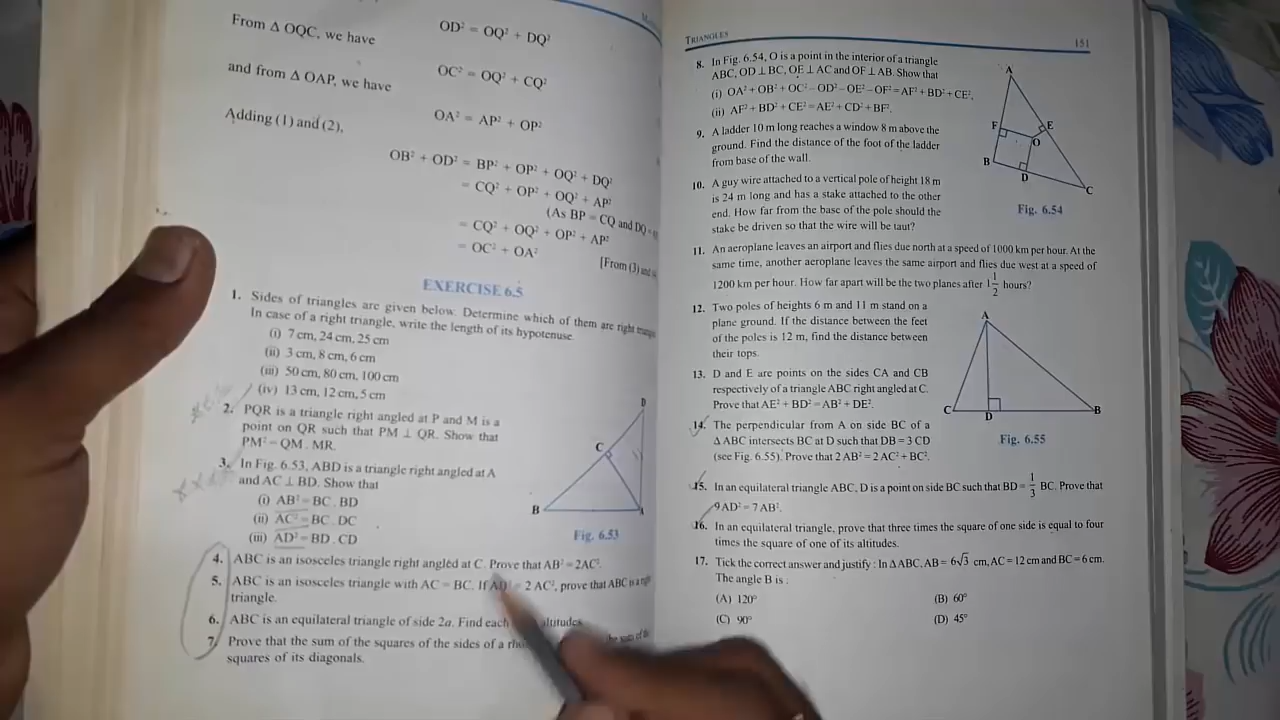 OD² = OQ² + DQ²
From Δ OQC, we have
OC² = OQ² + CQ²
and from Δ OAP, we have
OA² = AP² + OP²
Adding (1) and (2),
OB² + OD² = BP² + OP² + OQ² + DQ²
= CQ² + OP² + OQ² + AP²
(As BP = CQ and DQ =
= CQ² + OQ² + OP² + AP²
= OC² + OA²
[From (3) and
EXERCISE 6.5
1. Sides of triangles are given below. Determine which of them are right
In case of a right triangle, write the length of its hypotenuse.
(i) 7 cm, 24 cm, 25 cm
(ii) 3 cm, 8 cm, 6 cm
(iii) 50 cm, 80 cm, 100 cm
(iv) 13 cm, 12 cm, 5 cm
2. PQR is a triangle right angled at P and M is a
point on QR such that PM ⊥ QR. Show that
PM² = QM . MR.
3. In Fig. 6.53, ABD is a triangle right angled at A
and AC ⊥ BD. Show that
(i) AB² = BC . BD
(ii) AC² = BC . DC
(iii) AD² = BD . CD
D
C
B
A
Fig. 6.53
4. ABC is an isosceles triangle right angled at C. Prove that AB² = 2AC².
5. ABC is an isosceles triangle with AC = BC. If = 2 AC², prove that ABC is a
triangle.
6. ABC is an equilateral triangle of side 2a. Find each altitudes.
7. Prove that the sum of the squares of the sides of a
squares of its diagonals.
TRIANGLES 151
8. In Fig. 6.54, O is a point in the interior of a triangle
ABC, OD ⊥ BC, OE ⊥ AC and OF ⊥ AB. Show that
(i) OA² + OB² + OC² – OD² – OE² – OF² = AF² + BD² + CE²,
(ii) AF² + BD² + CE² = AE² + CD² + BF².
9. A ladder 10 m long reaches a window 8 m above the
ground. Find the distance of the foot of the ladder
from base of the wall.
10. A guy wire attached to a vertical pole of height 18 m
is 24 m long and has a stake attached to the other
end. How far from the base of the pole should the
stake be driven so that the wire will be taut?
A
F
E
O
B
D
C
Fig. 6.54
11. An aeroplane leaves an airport and flies due north at a speed of 1000 km per hour. At the
same time, another aeroplane leaves the same airport and flies due west at a speed of
1200 km per hour. How far apart will be the two planes after 1 1/2 hours?
12. Two poles of heights 6 m and 11 m stand on a
plane ground. If the distance between the feet
of the poles is 12 m, find the distance between
their tops.
13. D and E are points on the sides CA and CB
respectively of a triangle ABC right angled at C.
Prove that AE² + BD² = AB² + DE².
14. The perpendicular from A on side BC of a
Δ ABC intersects BC at D such that DB = 3 CD
(see Fig. 6.55). Prove that 2 AB² = 2 AC² + BC².
A
C
D
B
Fig. 6.55
15. In an equilateral triangle ABC, D is a point on side BC such that BD = 1/3 BC. Prove that
9 AD² = 7 AB².
16. In an equilateral triangle, prove that three times the square of one side is equal to four
times the square of one of its altitudes.
17. Tick the correct answer and justify : In Δ ABC, AB = 6√3 cm, AC = 12 cm and BC = 6 cm.
The angle B is :
(A) 120° (B) 60°
(C) 90° (D) 45°